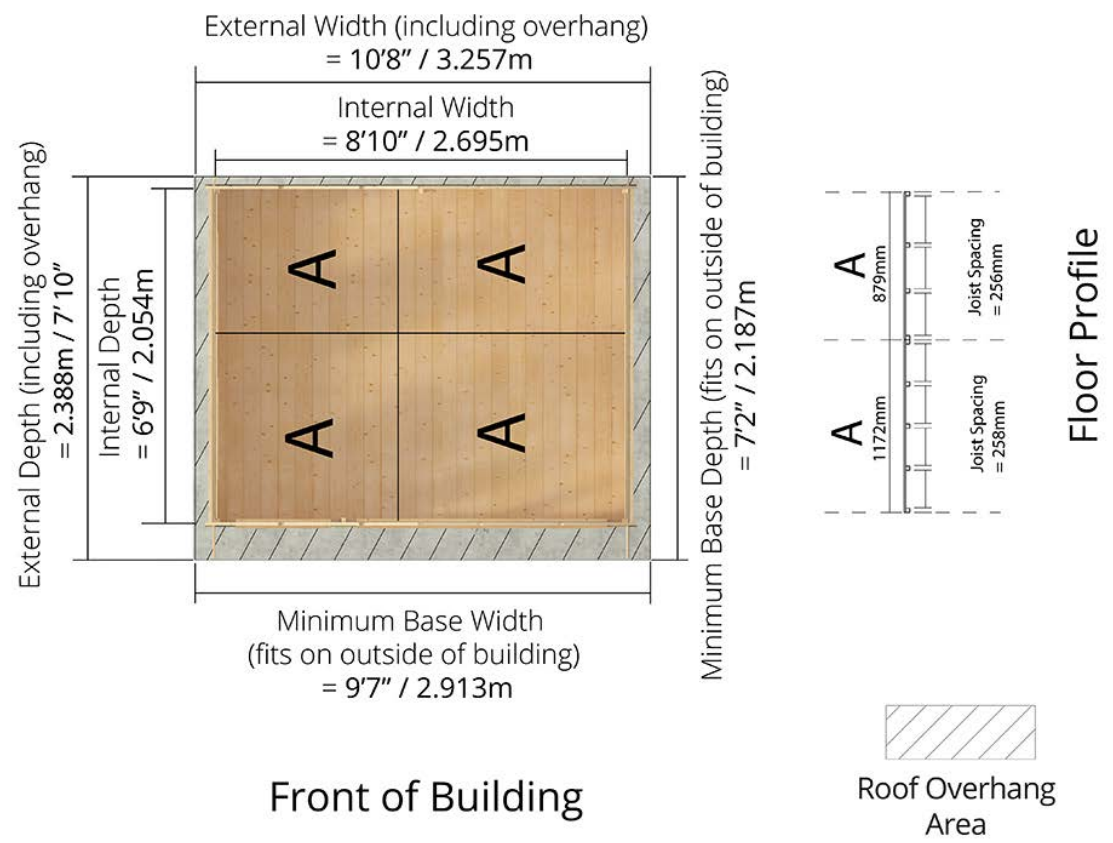 External Width (including overhang)
= 10’8” / 3.257m
Internal Width
= 8’10” / 2.695m
External Depth (including overhang)
= 2.388m / 7’10”
Internal Depth
= 6’9” / 2.054m
A
A
A
A
Minimum Base Depth (fits on outside of building)
= 7’2” / 2.187m
A
879mm
Joist Spacing
= 256mm
A
1172mm
Joist Spacing
= 258mm
Floor Profile
Minimum Base Width
(fits on outside of building)
= 9’7” / 2.913m
Front of Building
Roof Overhang
Area